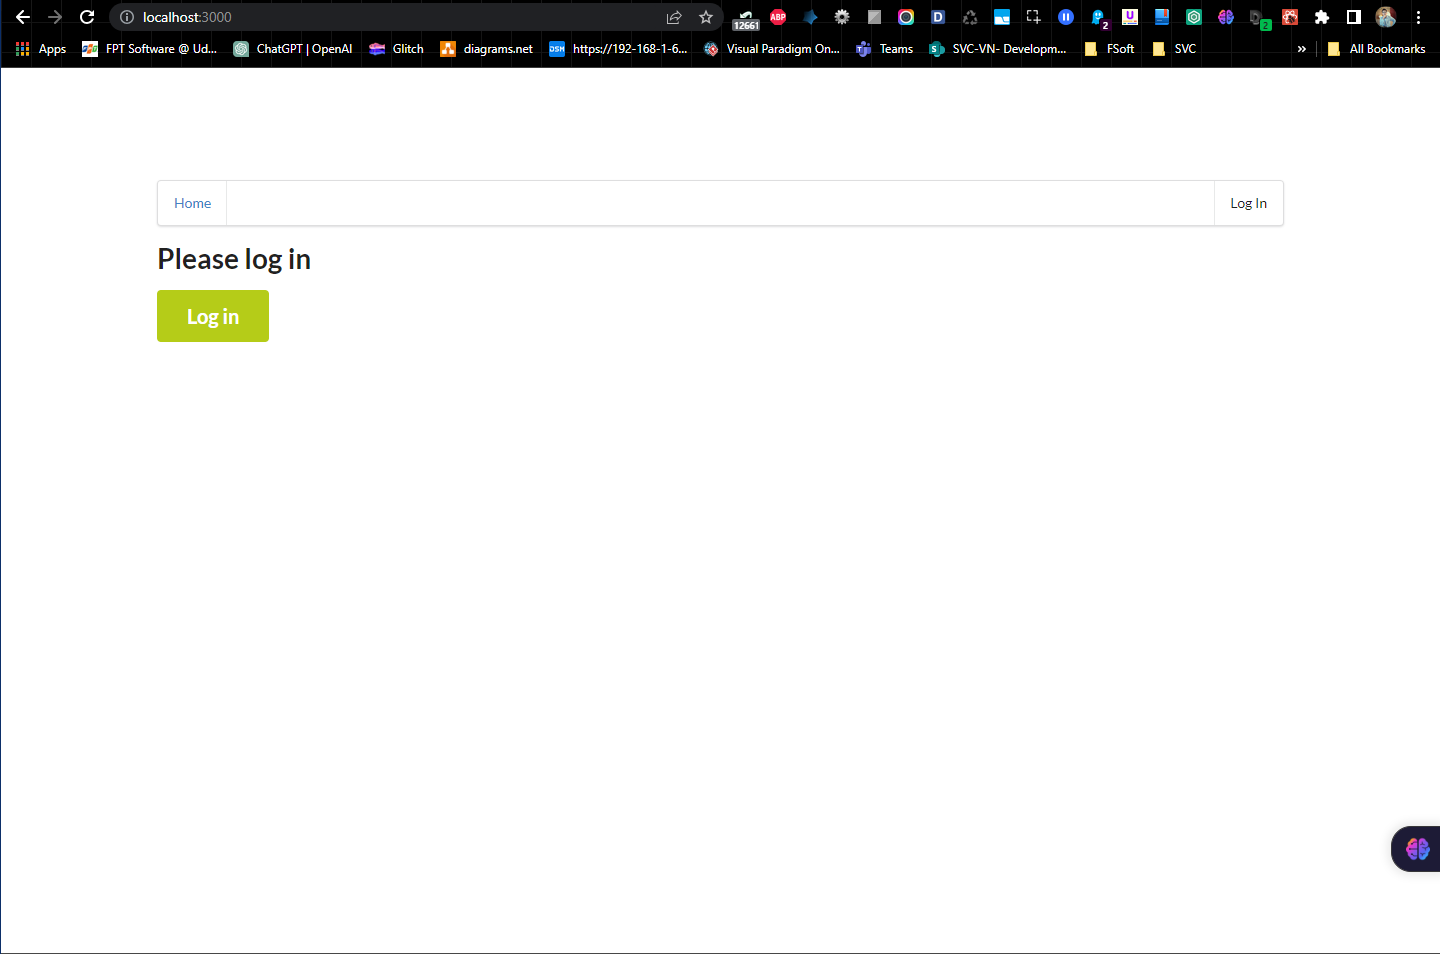 localhost:3000
12661
ABP
D
2
U
D
2
Apps
FPT Software @ Ud...
ChatGPT | OpenAI
Glitch
diagrams.net
DSM
https://192-168-1-6...
Visual Paradigm On...
Teams
S
SVC-VN- Developm...
FSoft
SVC
»
All Bookmarks
Home
Log In
Please log in
Log in